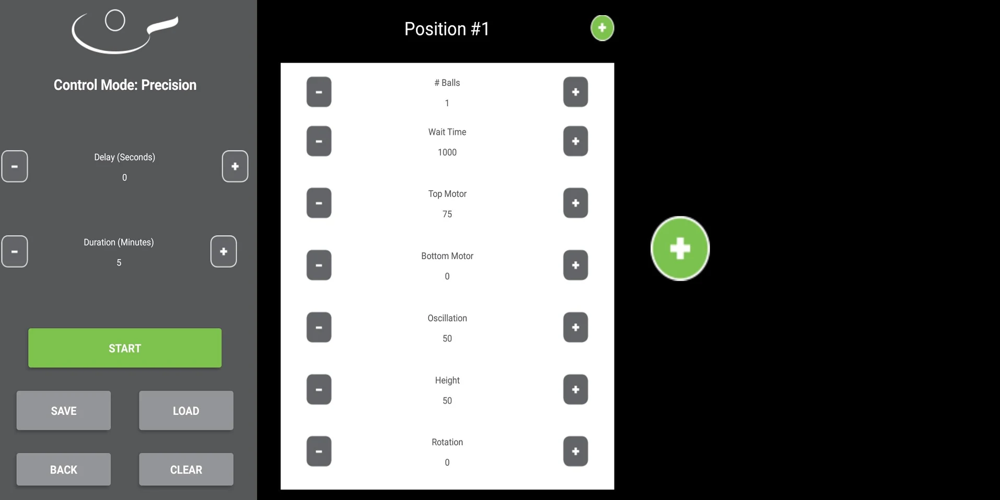 Control Mode: Precision
-
Delay (Seconds)
0
+
-
Duration (Minutes)
5
+
START
SAVE
LOAD
BACK
CLEAR
Position #1
+
-
# Balls
1
+
-
Wait Time
1000
+
-
Top Motor
75
+
-
Bottom Motor
0
+
-
Oscillation
50
+
-
Height
50
+
-
Rotation
0
+
+